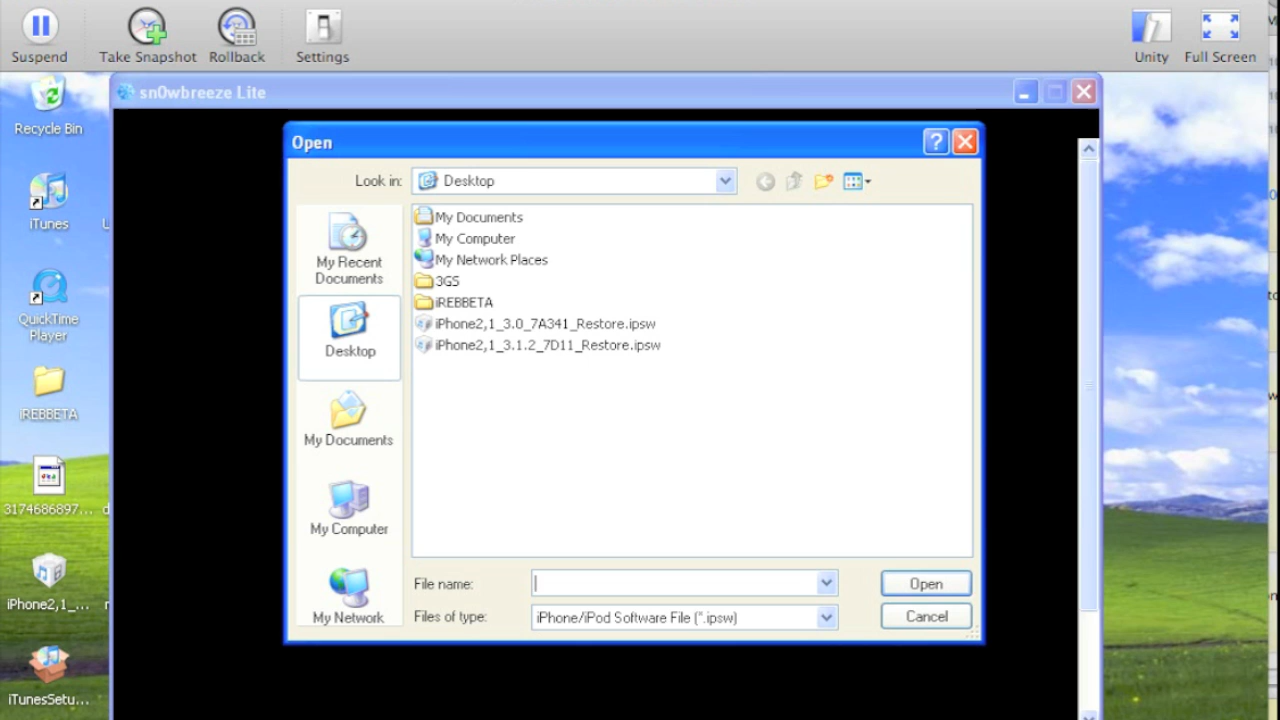 Suspend
Take Snapshot
Rollback
Settings
Unity
Full Screen
sn0wbreeze Lite
Recycle Bin
iTunes
QuickTime
Player
iREBBETA
3174686897...
iPhone2,1_...
iTunesSetu...
Open
Look in:
Desktop
My Recent
Documents
Desktop
My Documents
My Computer
My Network
My Documents
My Computer
My Network Places
3GS
iREBBETA
iPhone2,1_3.0_7A341_Restore.ipsw
iPhone2,1_3.1.2_7D11_Restore.ipsw
File name:
Open
Files of type:
iPhone/iPod Software File (*.ipsw)
Cancel